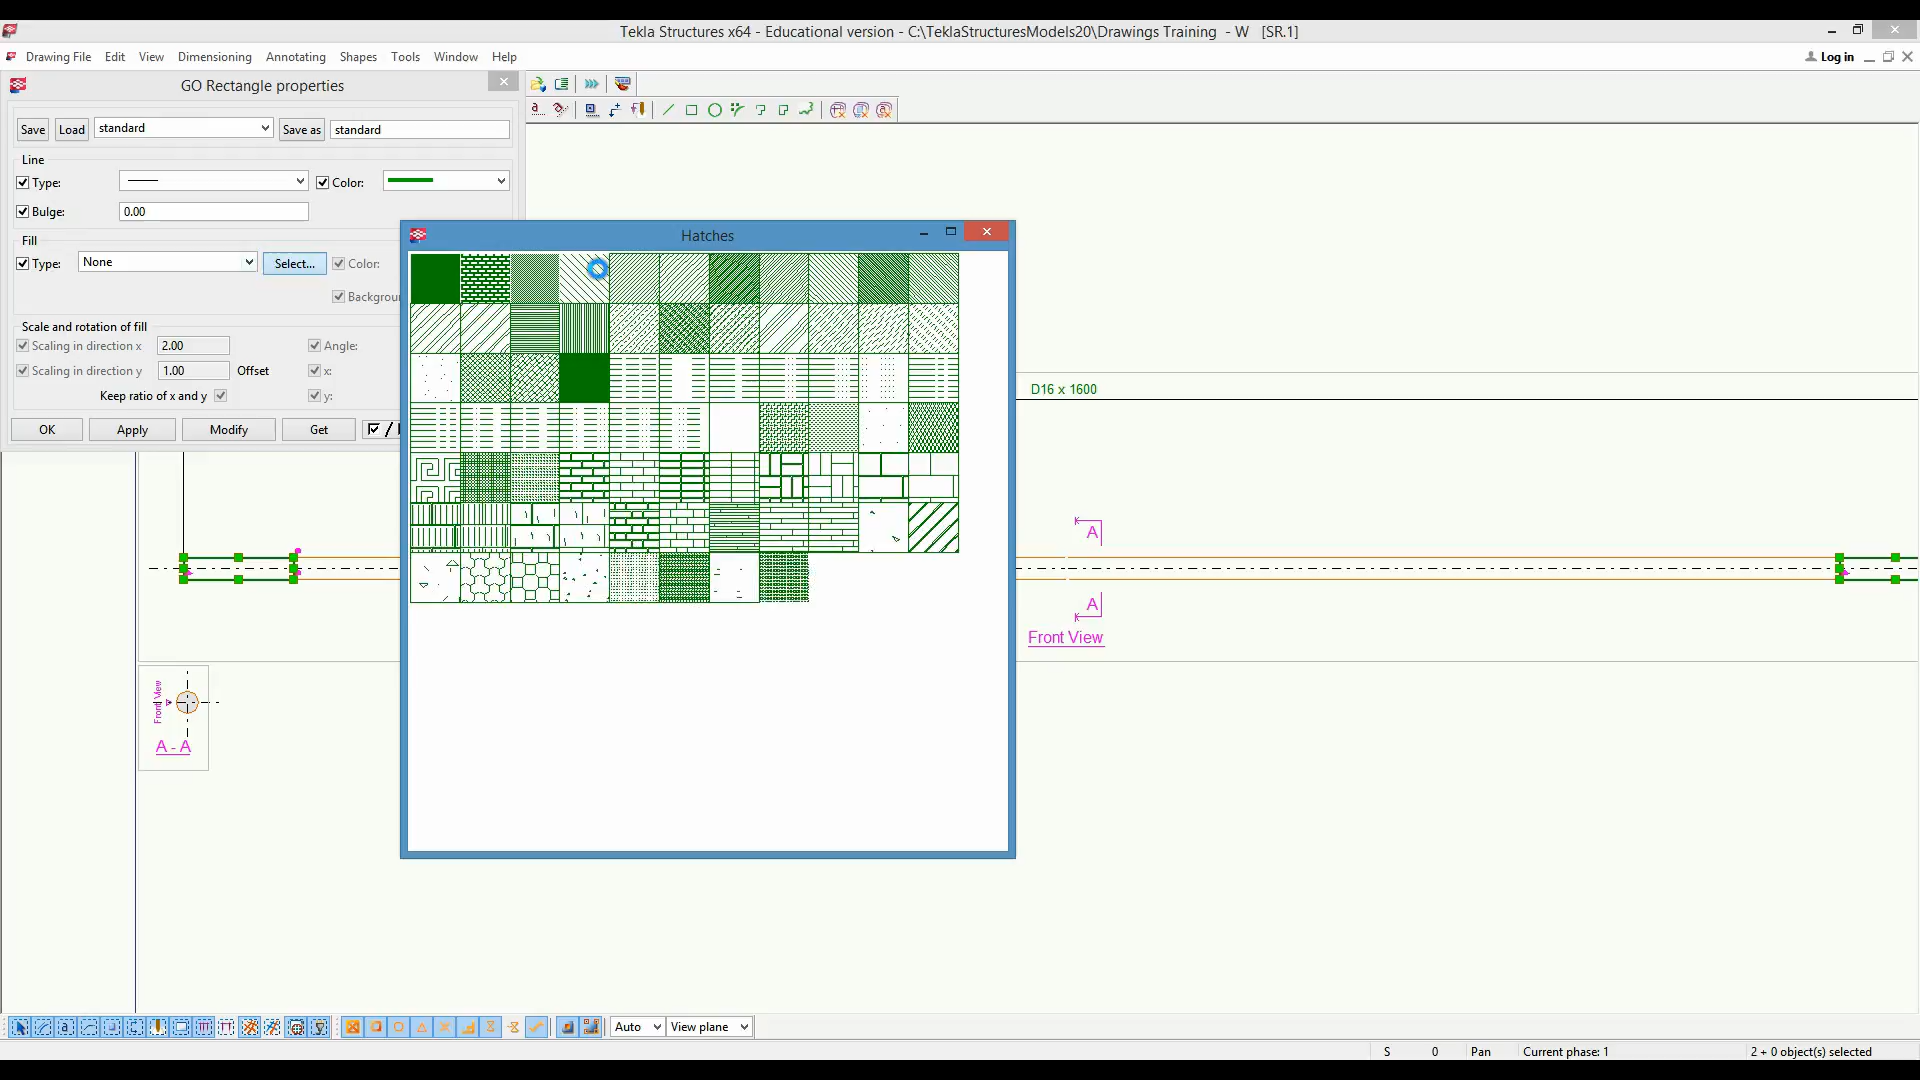 Tekla Structures x64 - Educational version - C:\TeklaStructuresModels20\Drawings Training - W [SR.1]
Drawing File Edit View Dimensioning Annotating Shapes Tools Window Help
Log in
GO Rectangle properties
Save Load standard Save as standard
Line
Type: Color:
Bulge: 0.00
Fill
Type: None Select... Color:
Scale and rotation of fill
Scaling in direction x 2.00 Angle:
Scaling in direction y 1.00 Offset x:
Keep ratio of x and y y:
OK Apply Modify Get
Hatches
D16 x 1600
A
A
Front View
Front View
A - A
Auto View plane
S 0 Pan Current phase: 1 2 + 0 object(s) selected